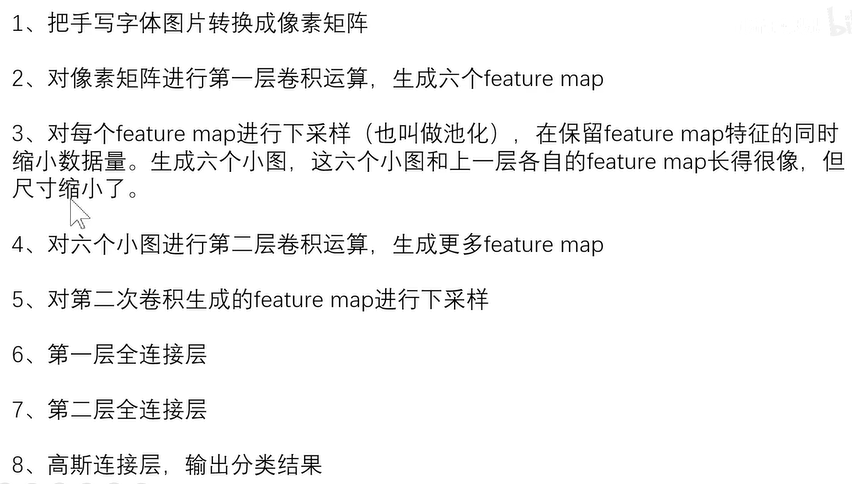 1、把手写字体图片转换成像素矩阵
2、对像素矩阵进行第一层卷积运算，生成六个feature map
3、对每个feature map进行下采样（也叫做池化），在保留feature map特征的同时
缩小数据量。生成六个小图，这六个小图和上一层各自的feature map长得很像，但
尺寸缩小了。
4、对六个小图进行第二层卷积运算，生成更多feature map
5、对第二次卷积生成的feature map进行下采样
6、第一层全连接层
7、第二层全连接层
8、高斯连接层，输出分类结果